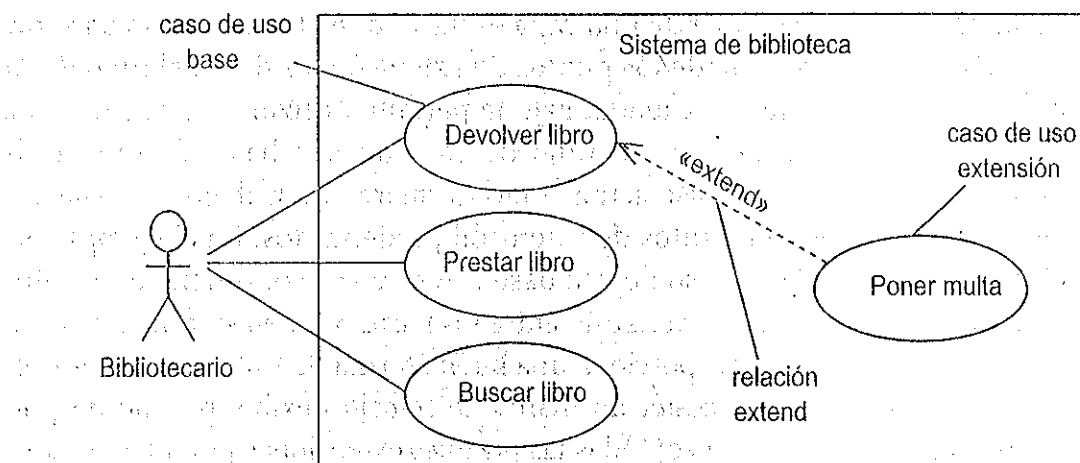 caso de uso
base
Sistema de biblioteca
Devolver libro
«extend»
caso de uso
extensión
Prestar libro
Poner multa
Bibliotecario
Buscar libro
relación
extend